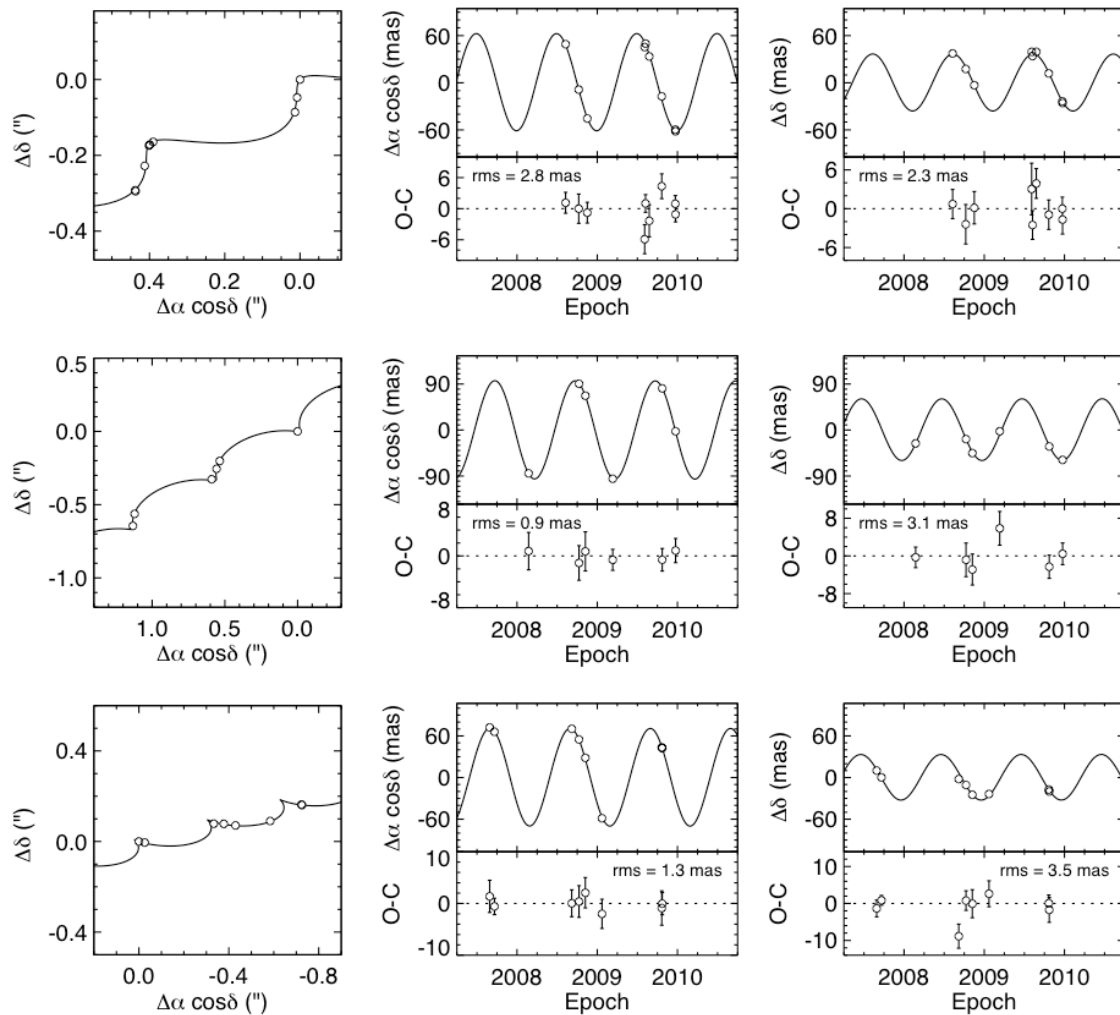 0.0
-0.2
-0.4
Δδ (")
0.4 0.2 0.0
Δα cosδ (")
60
0
-60
Δα cosδ (mas)
rms = 2.8 mas
6
0
-6
O-C
2008 2009 2010
Epoch
60
0
-60
Δδ (mas)
rms = 2.3 mas
6
0
-6
O-C
2008 2009 2010
Epoch
0.5
0.0
-0.5
-1.0
Δδ (")
1.0 0.5 0.0
Δα cosδ (")
90
0
-90
Δα cosδ (mas)
8
rms = 0.9 mas
0
-8
O-C
2008 2009 2010
Epoch
90
0
-90
Δδ (mas)
8
rms = 3.1 mas
0
-8
O-C
2008 2009 2010
Epoch
0.4
0.0
-0.4
Δδ (")
0.0 -0.4 -0.8
Δα cosδ (")
60
0
-60
Δα cosδ (mas)
10
rms = 1.3 mas
0
-10
O-C
2008 2009 2010
Epoch
60
0
-60
Δδ (mas)
10
rms = 3.5 mas
0
-10
O-C
2008 2009 2010
Epoch